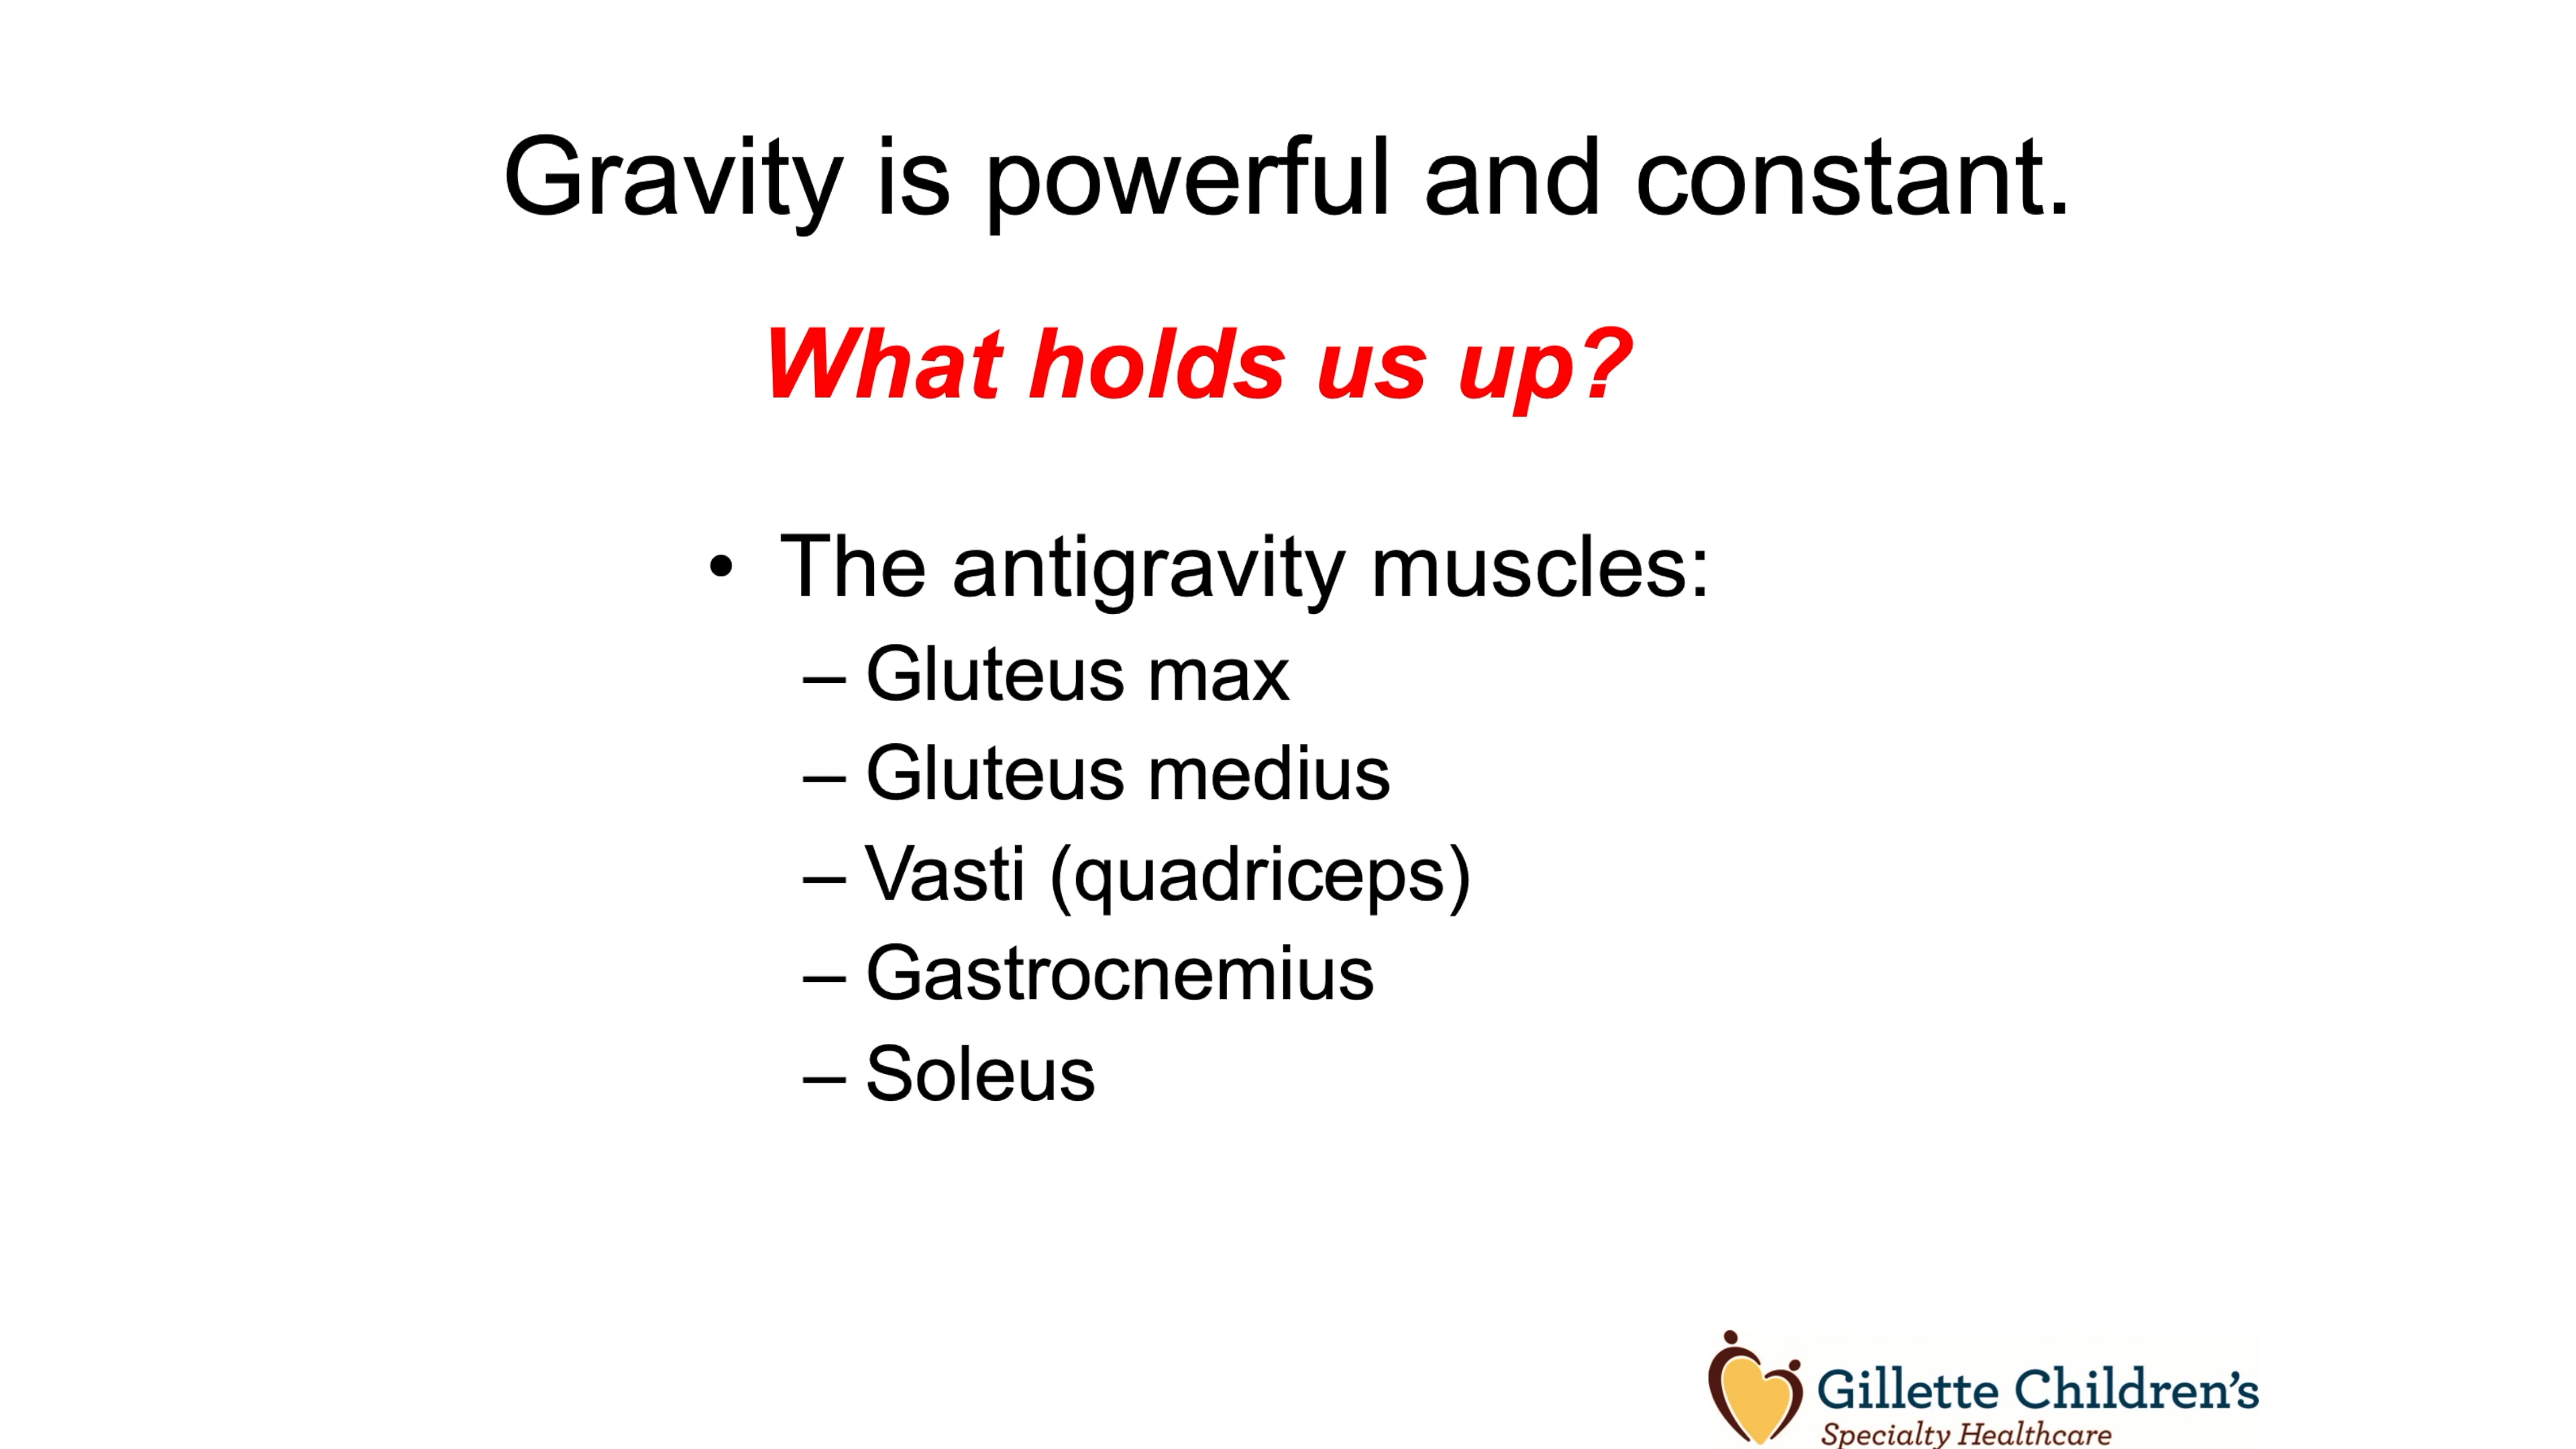 Gravity is powerful and constant.
What holds us up?
• The antigravity muscles:
– Gluteus max
– Gluteus medius
– Vasti (quadriceps)
– Gastrocnemius
– Soleus
Gillette Children's
Specialty Healthcare